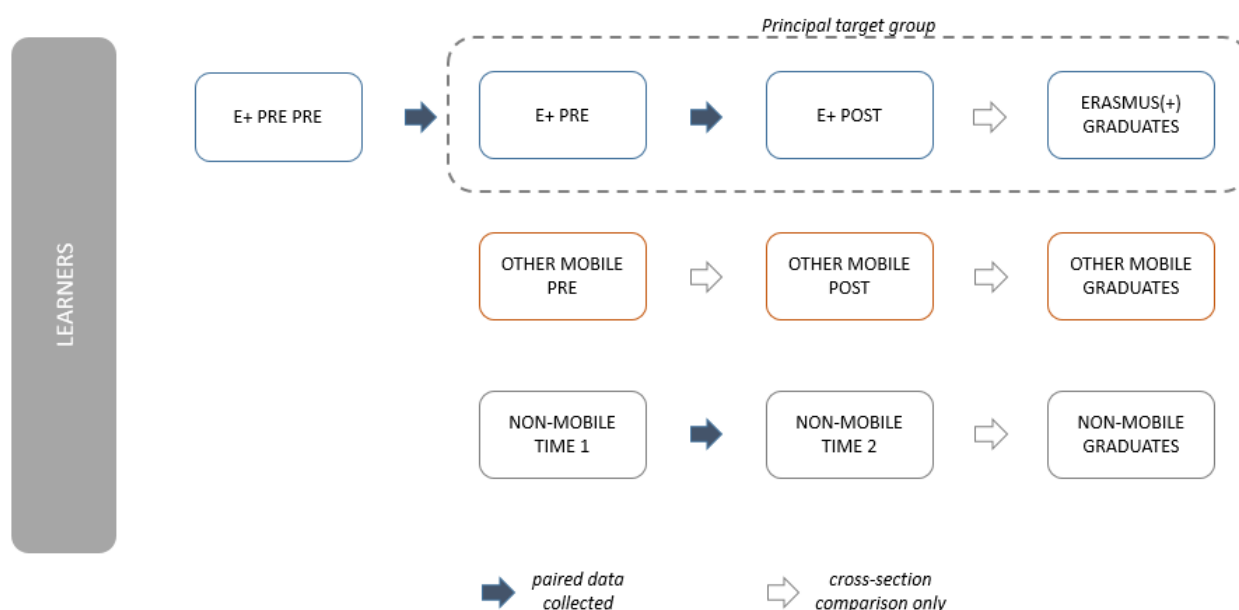 Principal target group
LEARNERS
E+ PRE PRE
E+ PRE
E+ POST
ERASMUS(+)
GRADUATES
OTHER MOBILE
PRE
OTHER MOBILE
POST
OTHER MOBILE
GRADUATES
NON-MOBILE
TIME 1
NON-MOBILE
TIME 2
NON-MOBILE
GRADUATES
paired data
collected
cross-section
comparison only